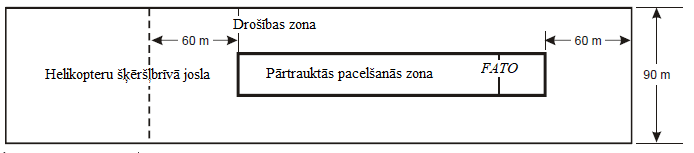 Drošības zona
60 m
60 m
Helikopteru šķēršļbrīvā josla
Pārtrauktās pacelšanās zona
FATO
90 m